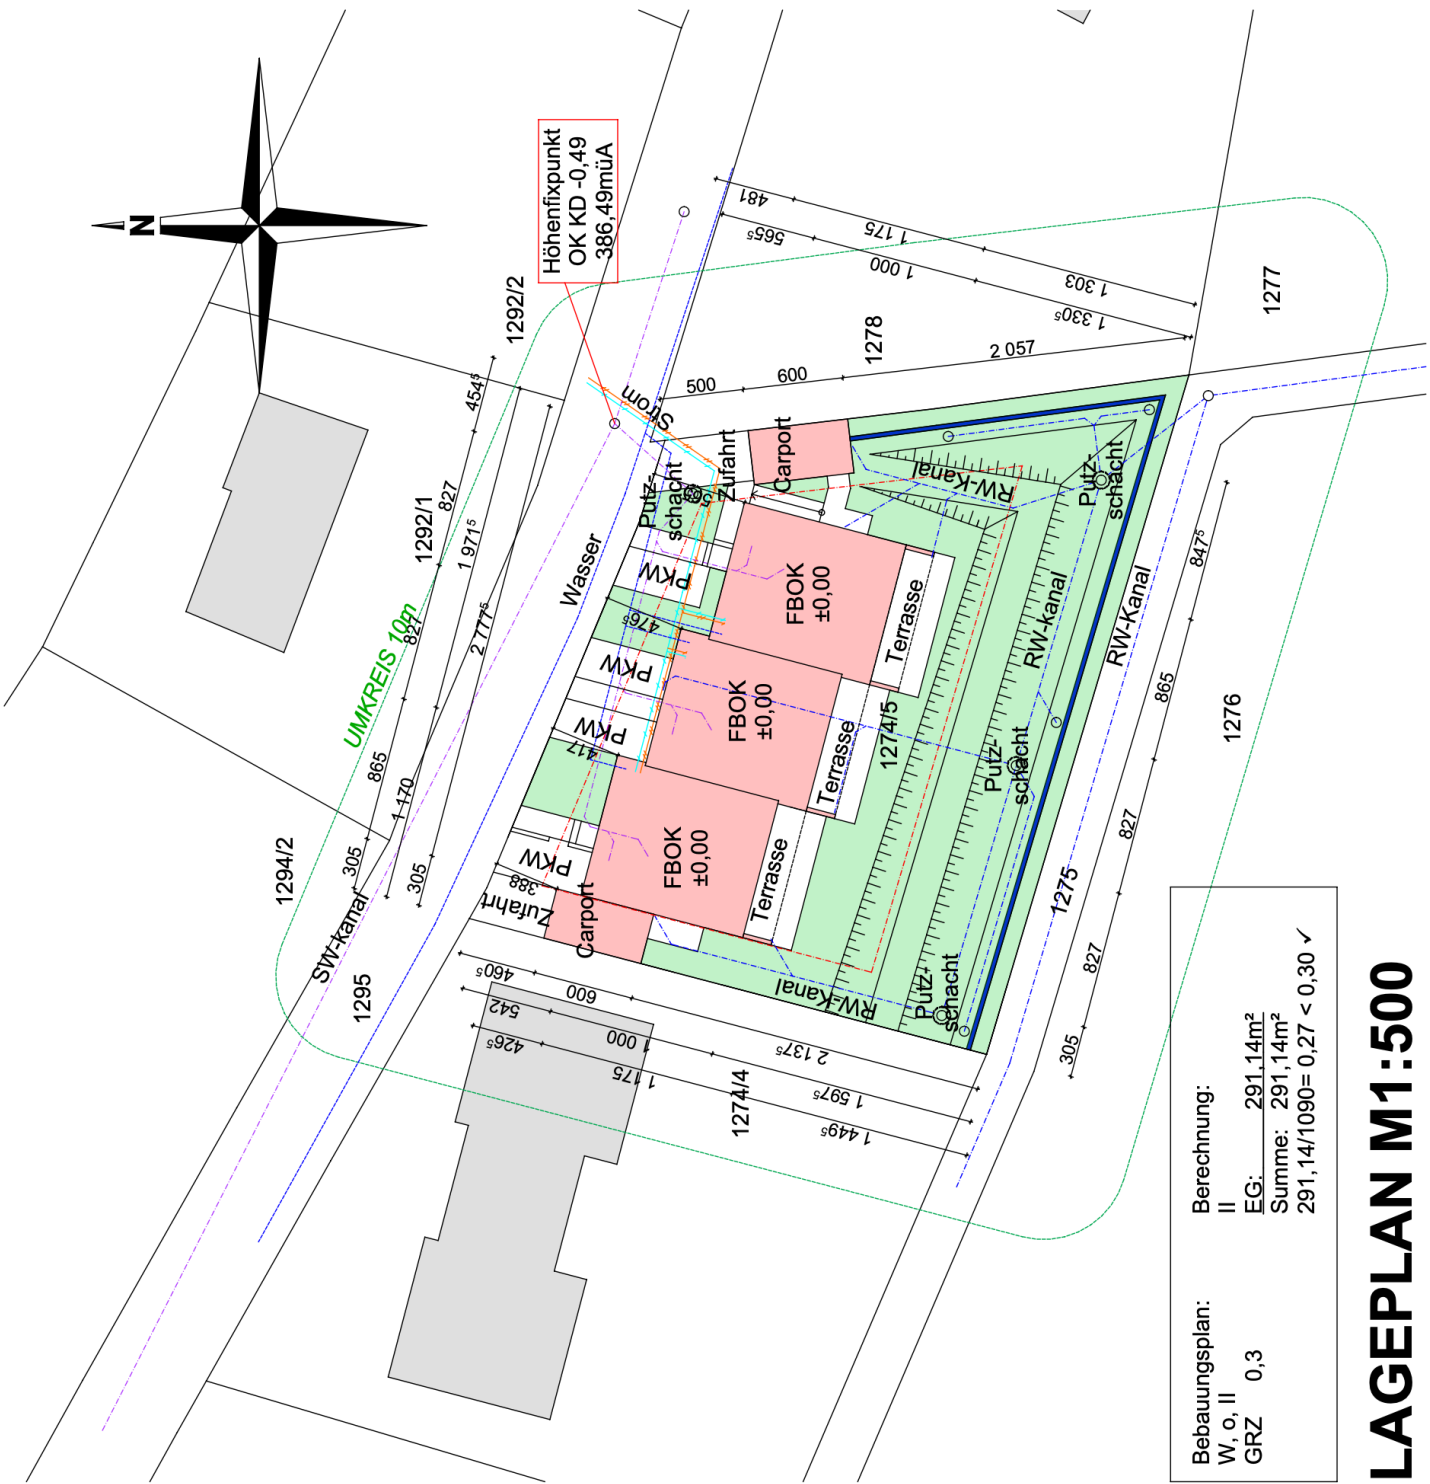 N
Höhenfixpunkt
OK KD -0,49
386,49müA
1292/2
454⁵
827
1292/1
1 971⁵
827
2 777⁵
UMKREIS 10m
865
1 170
305
305
1294/2
SW-kanal
1295
Wasser
Strom
481
1 175
1 303
565⁵
1 000
1 330⁵
1278
1277
500
600
2 057
Zufahrt
Carport
Putz-
schacht
PKW
476⁵
PKW
PKW
417
PKW
388
Zufahrt
Carport
FBOK
±0,00
FBOK
±0,00
FBOK
±0,00
Terrasse
Terrasse
Terrasse
1274/5
RW-Kanal
Putz-
schacht
RW-kanal
RW-Kanal
Putz-
schacht
RW-Kanal
Putz-
schacht
847⁵
865
827
827
305
1276
1275
460⁵
600
2 137⁵
542
1 000
1 597⁵
426⁵
1 175
1 449⁵
1274/4
Bebauungsplan:
W, o, II
GRZ 0,3
Berechnung:
II
EG: 291,14m²
Summe: 291,14m²
291,14/1090= 0,27 < 0,30 ✓
LAGEPLAN M1:500